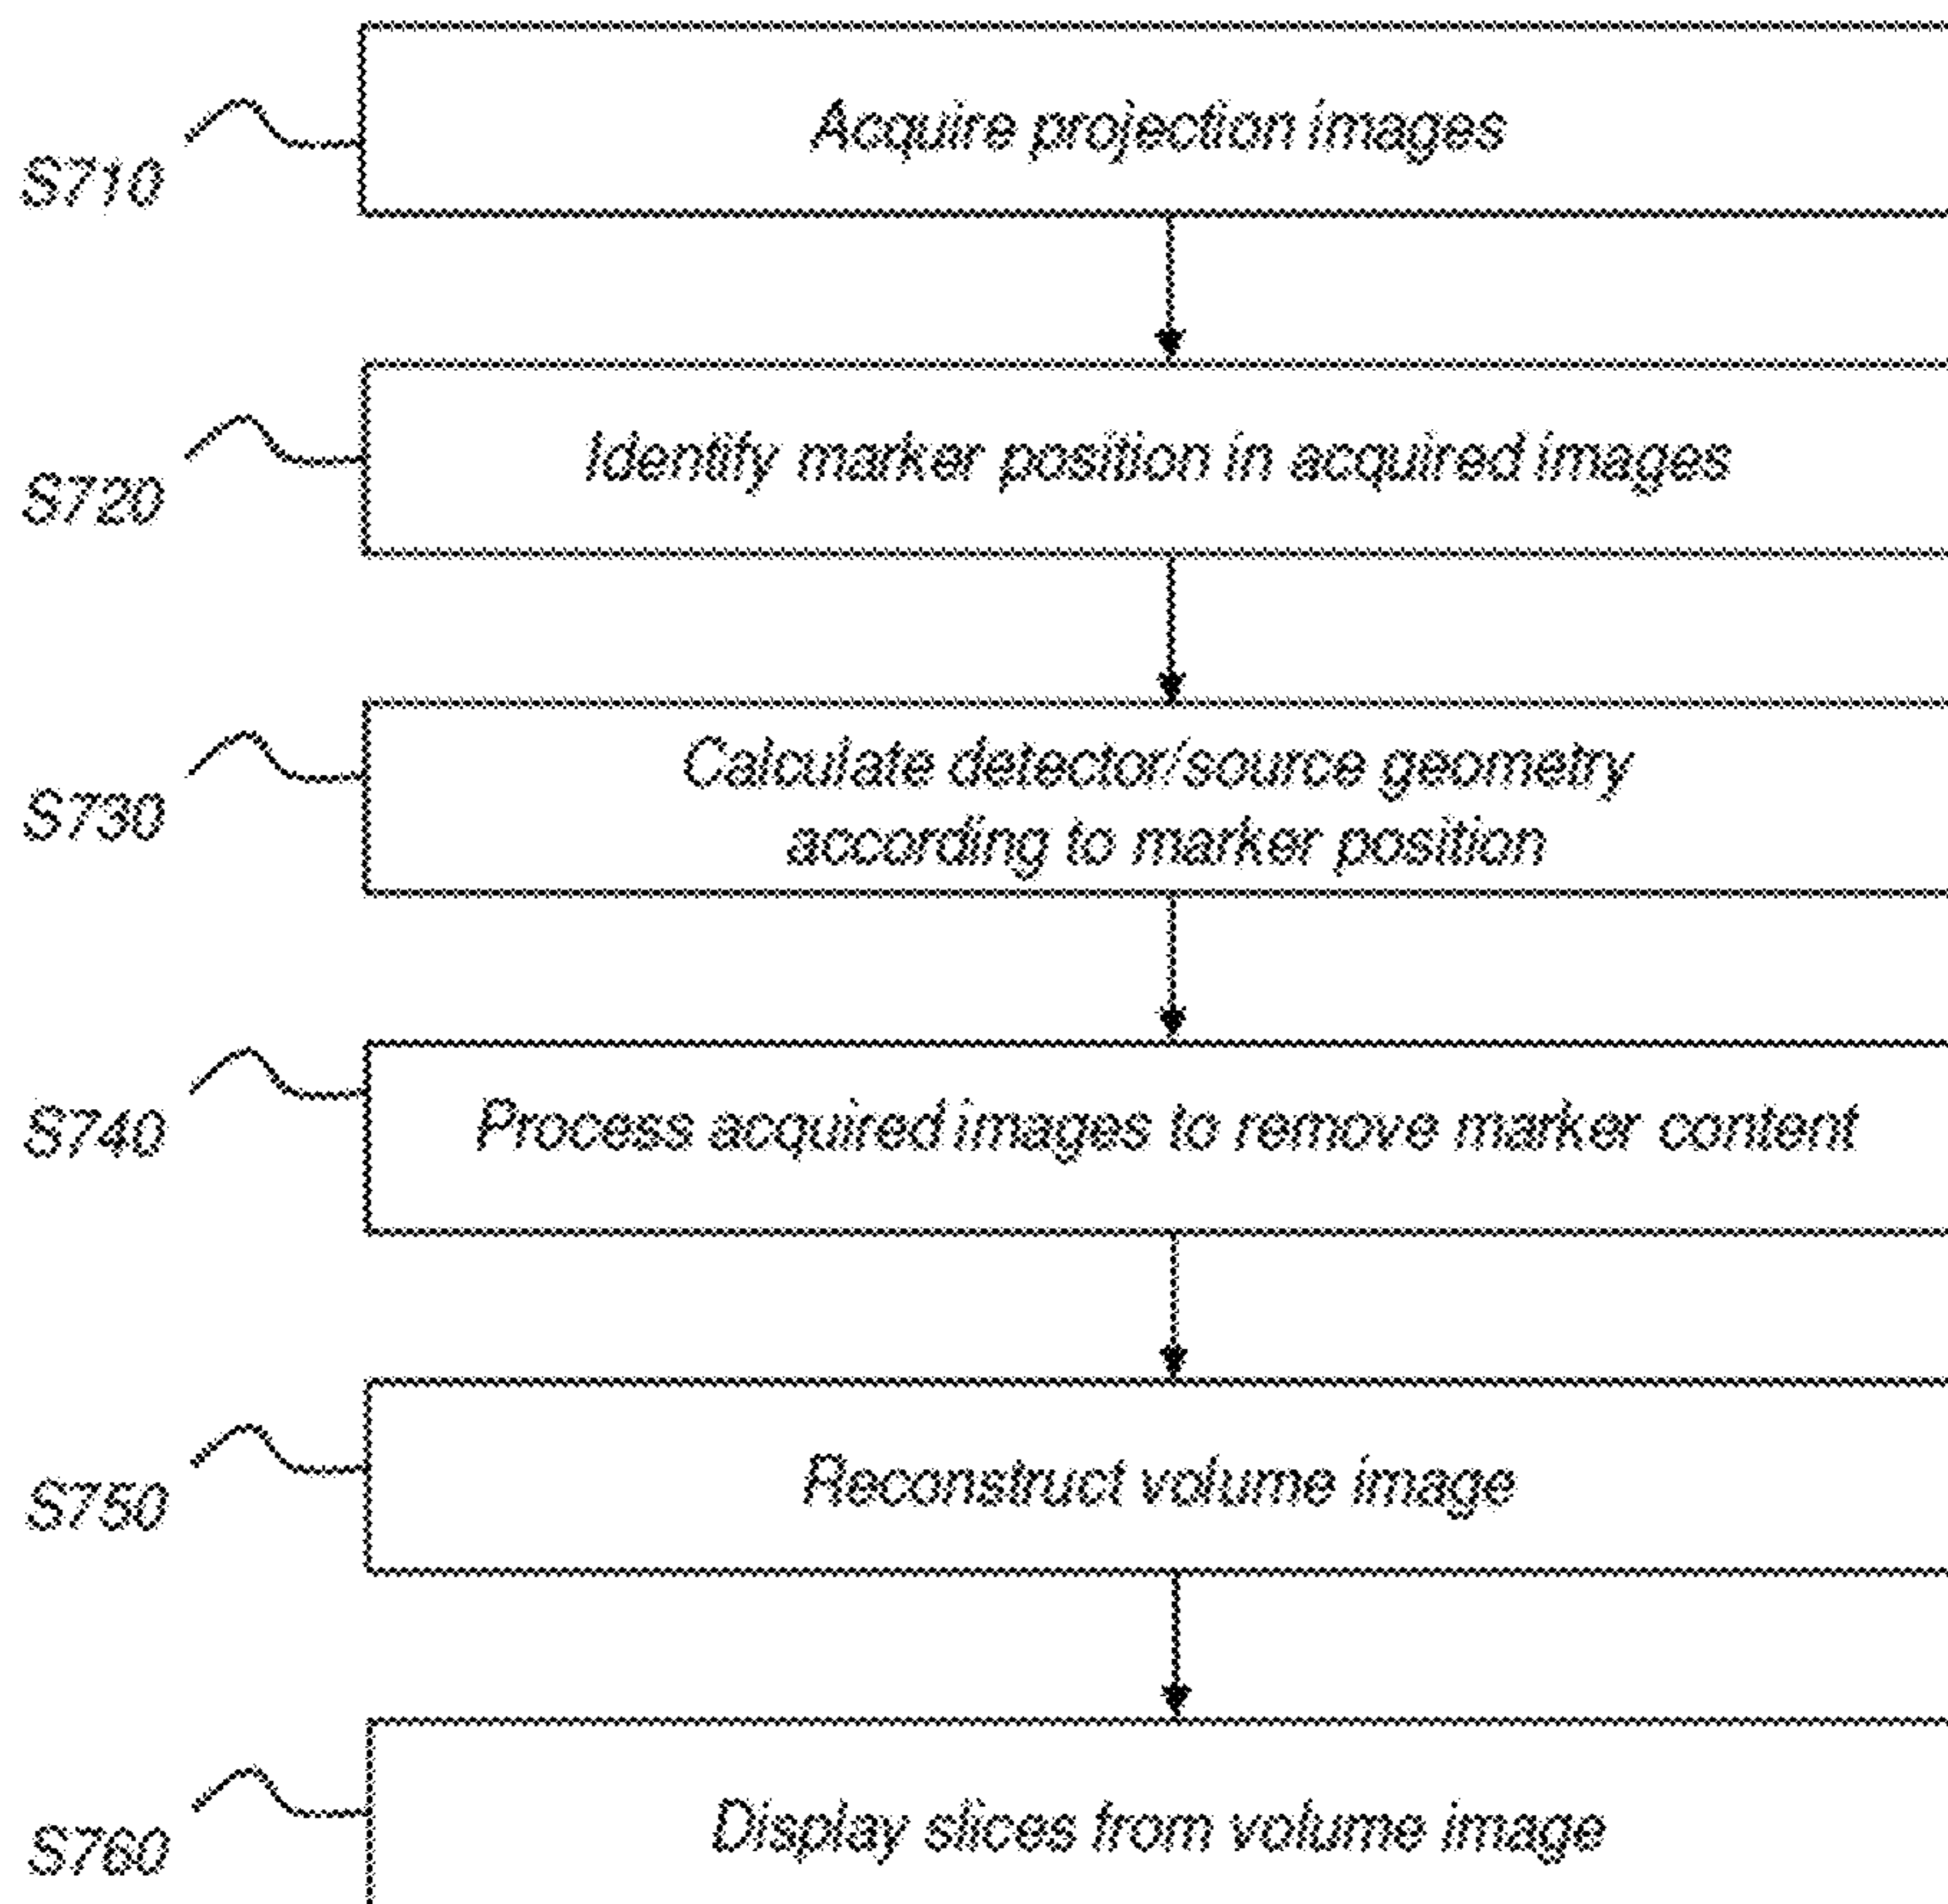 Acquire projection images
S710
Identify marker position in acquired images
S720
Calculate detector/source geometry
according to marker position
S730
Process acquired images to remove marker content
S740
Reconstruct volume image
S750
Display slices from volume image
S760